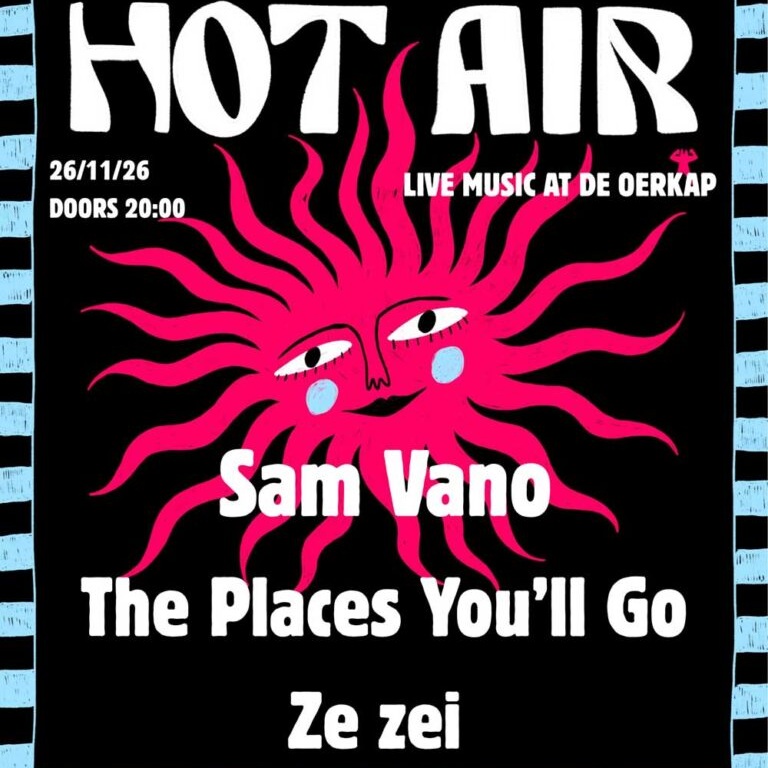 HOT AIR
26/11/26
DOORS 20:00
LIVE MUSIC AT DE OERKAP
Sam Vano
The Places You'll Go
Ze zei